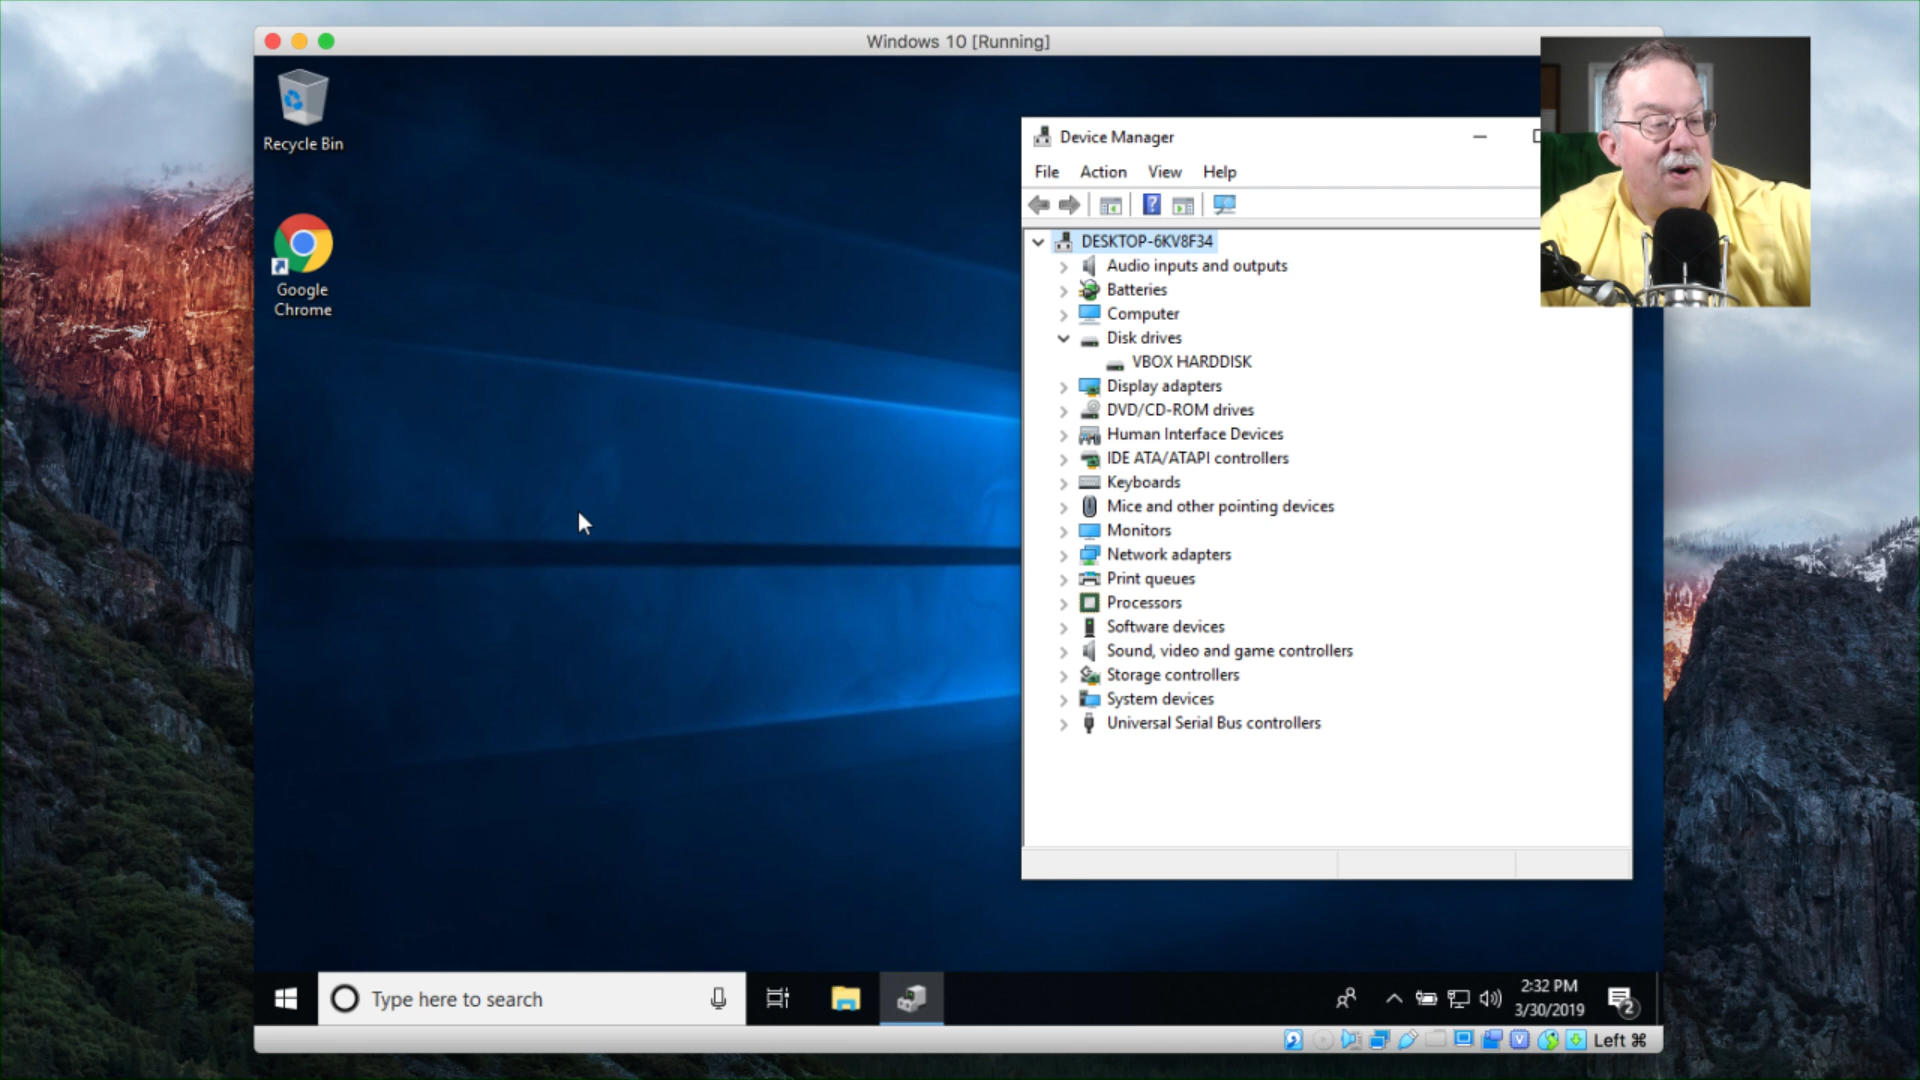 Windows 10 [Running]
Recycle Bin
Google
Chrome
Device Manager
File Action View Help
DESKTOP-6KV8F34
Audio inputs and outputs
Batteries
Computer
Disk drives
VBOX HARDDISK
Display adapters
DVD/CD-ROM drives
Human Interface Devices
IDE ATA/ATAPI controllers
Keyboards
Mice and other pointing devices
Monitors
Network adapters
Print queues
Processors
Software devices
Sound, video and game controllers
Storage controllers
System devices
Universal Serial Bus controllers
Type here to search
2:32 PM
3/30/2019
2
Left ⌘